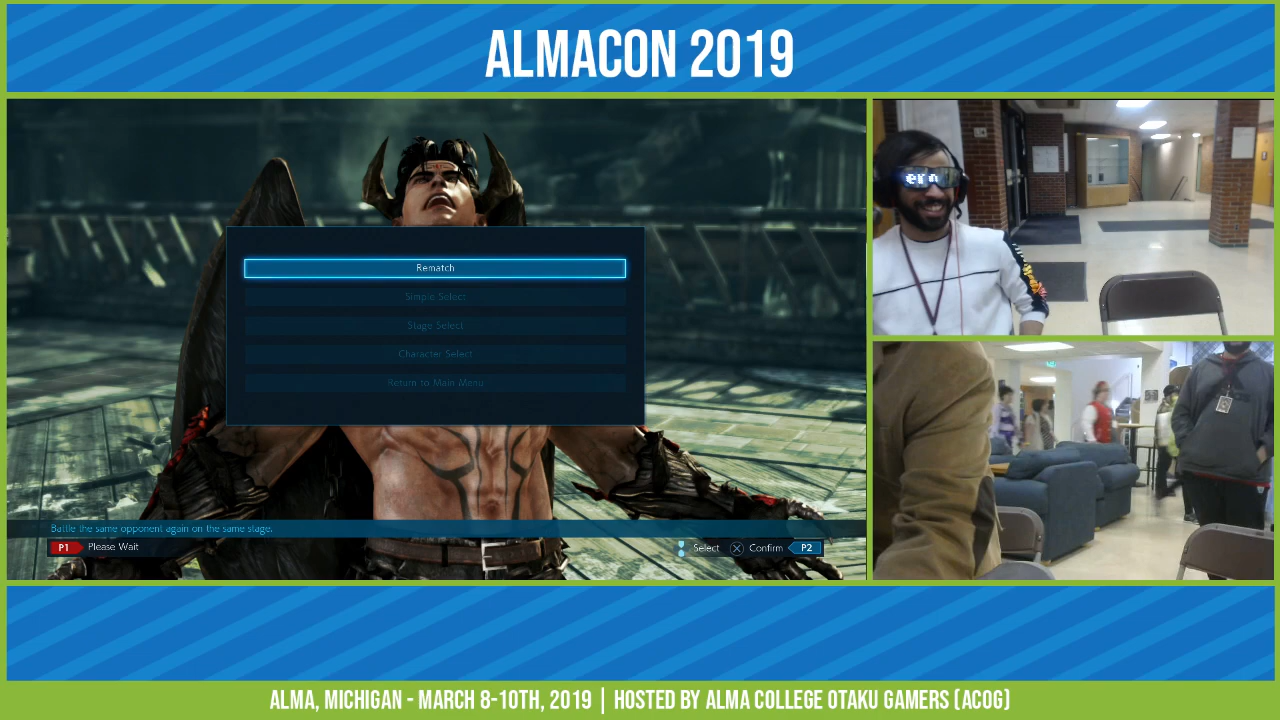 ALMACON 2019
ern
Rematch
Simple Select
Stage Select
Character Select
Return to Main Menu
Battle the same opponent again on the same stage.
P1 Please Wait
Select Confirm P2
ALMA, MICHIGAN - MARCH 8-10TH, 2019 | HOSTED BY ALMA COLLEGE OTAKU GAMERS (ACOG)